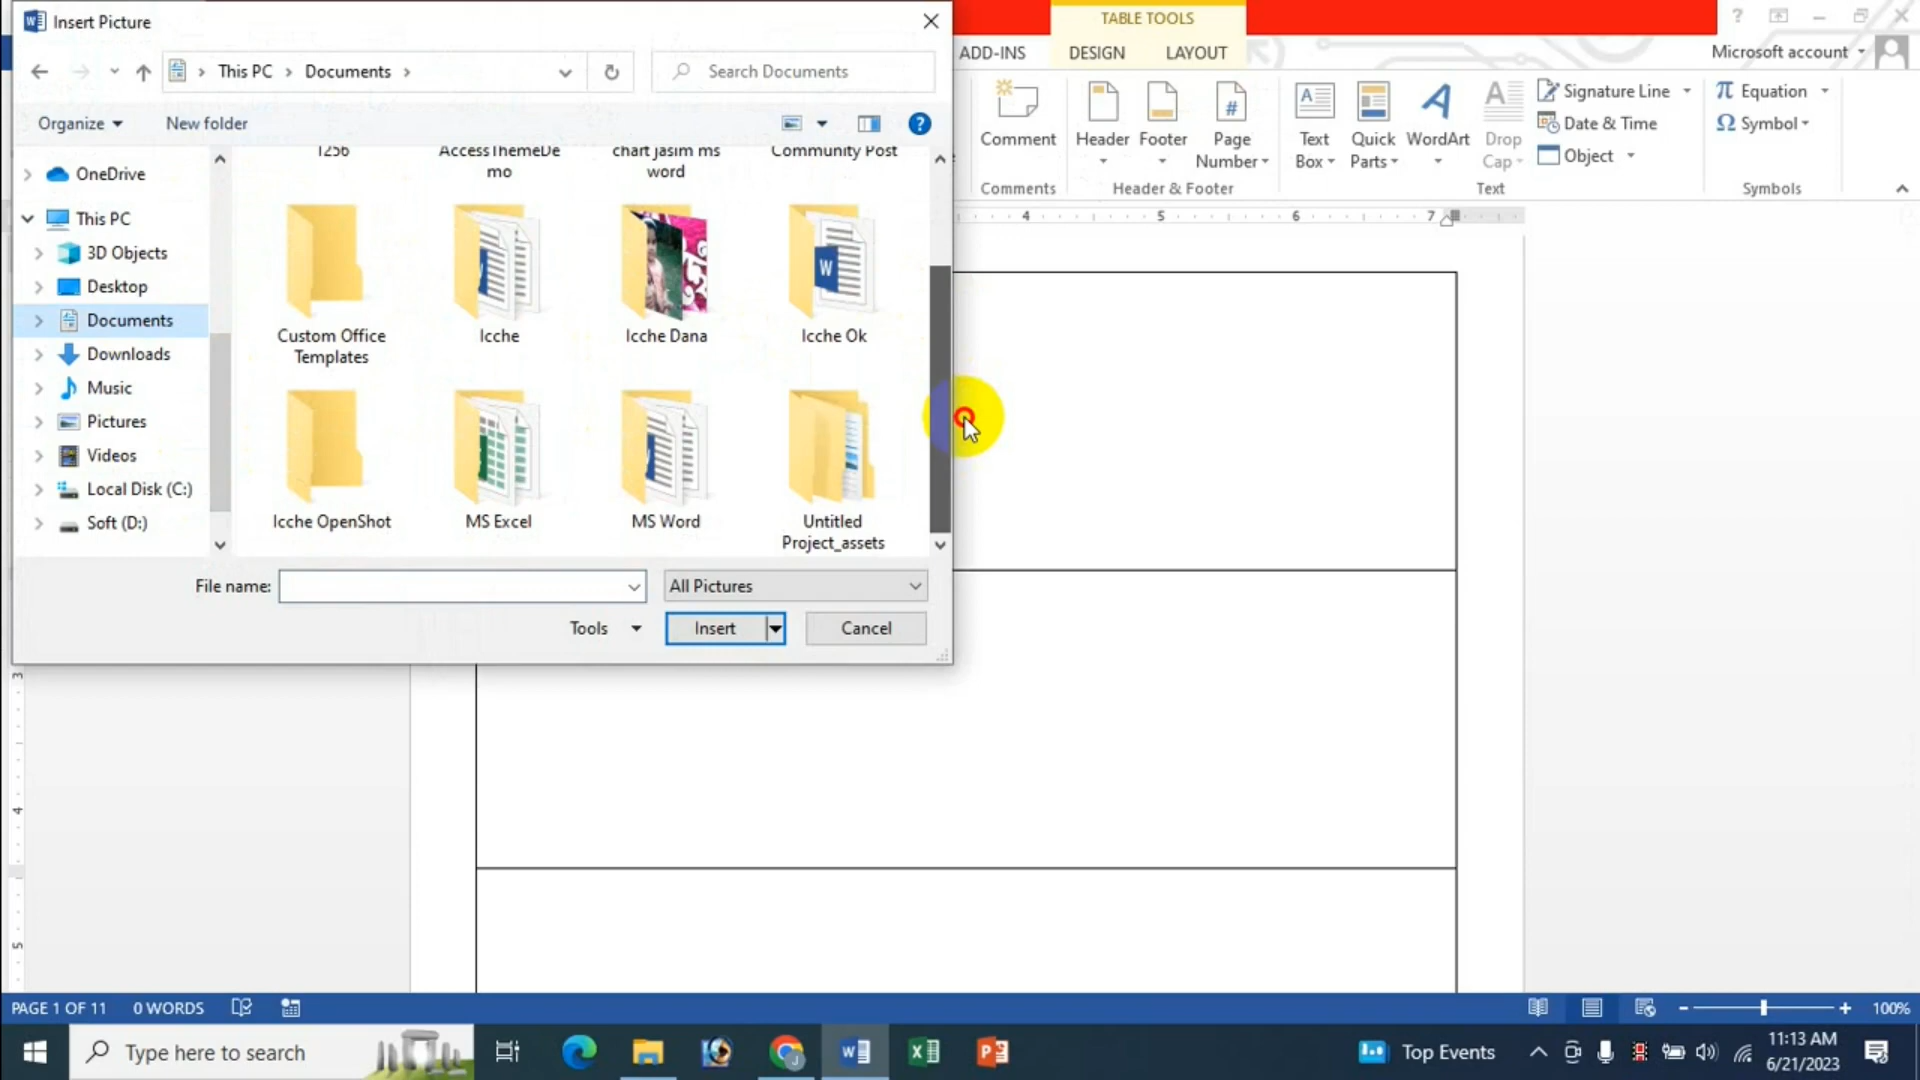 Insert Picture
TABLE TOOLS
?
ADD-INS
DESIGN
LAYOUT
Microsoft account
This PC
Documents
Search Documents
Organize
New folder
?
Comment
Header
Footer
Page
Number
#
Text
Box
Quick
Parts
WordArt
Drop
Cap
Signature Line
Date & Time
Object
Equation
Symbol
Comments
Header & Footer
Text
Symbols
OneDrive
This PC
3D Objects
Desktop
Documents
Downloads
Music
Pictures
Videos
Local Disk (C:)
Soft (D:)
1256
AccessThemeDe
mo
chart jasim ms
word
Community Post
Custom Office
Templates
Icche
Icche Dana
Icche Ok
Icche OpenShot
MS Excel
MS Word
Untitled
Project_assets
4
5
6
7
File name:
All Pictures
Tools
Insert
Cancel
3
4
5
PAGE 1 OF 11
0 WORDS
100%
Type here to search
Top Events
11:13 AM
6/21/2023